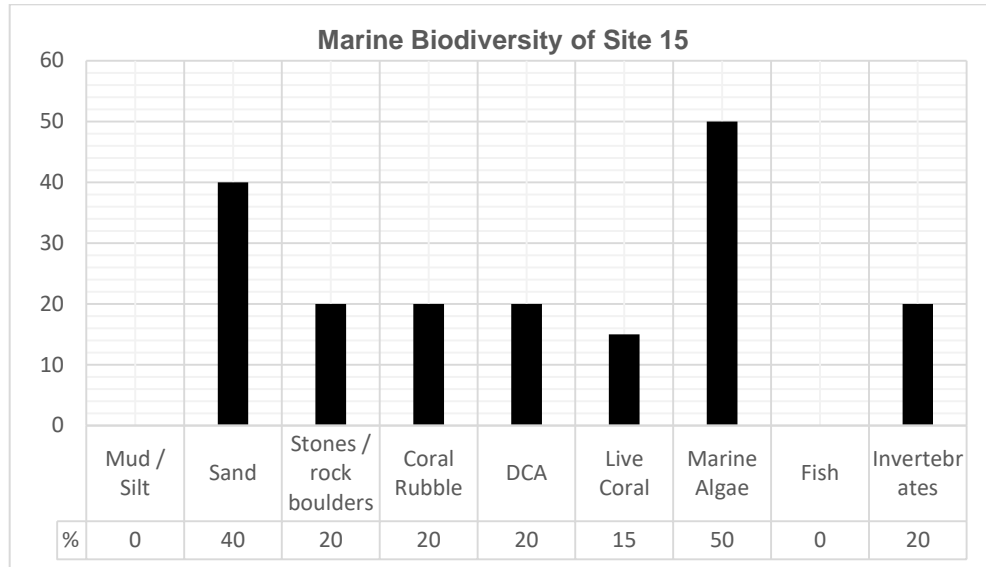 Marine Biodiversity of Site 15
60
50
40
30
20
10
0
Mud /
Silt
Sand
Stones /
rock
boulders
Coral
Rubble
DCA
Live
Coral
Marine
Algae
Fish
Invertebr
ates
% 0 40 20 20 20 15 50 0 20